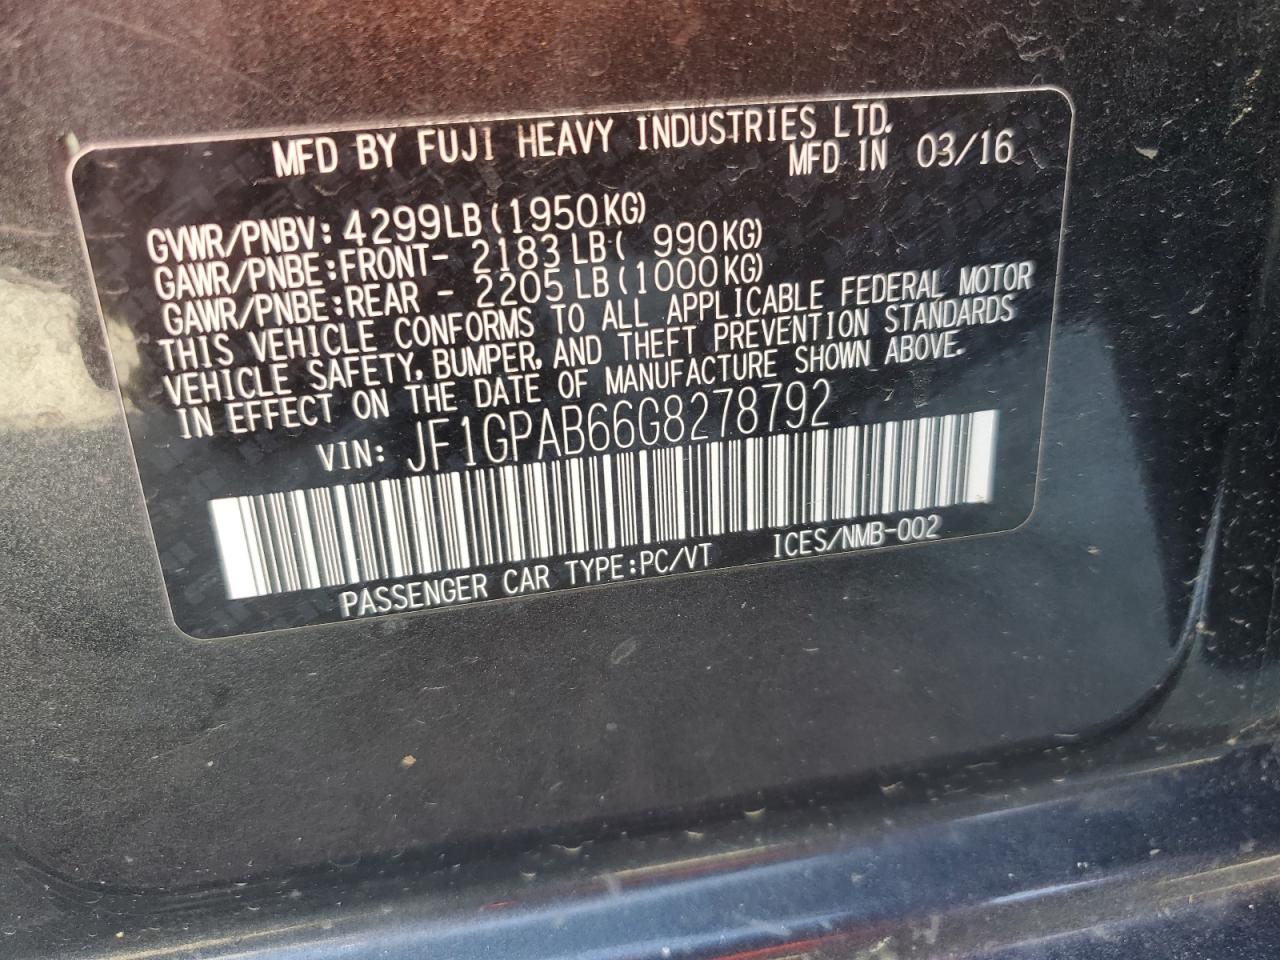 MFD BY FUJI HEAVY INDUSTRIES LTD.
MFD IN 03/16
GVWR/PNBV: 4299LB (1950KG)
GAWR/PNBE:FRONT- 2183 LB ( 990KG)
GAWR/PNBE:REAR - 2205 LB (1000KG)
THIS VEHICLE CONFORMS TO ALL APPLICABLE FEDERAL MOTOR
VEHICLE SAFETY, BUMPER, AND THEFT PREVENTION STANDARDS
IN EFFECT ON THE DATE OF MANUFACTURE SHOWN ABOVE.
VIN: JF1GPAB66G8278792
PASSENGER CAR TYPE:PC/VT ICES/NMB-002